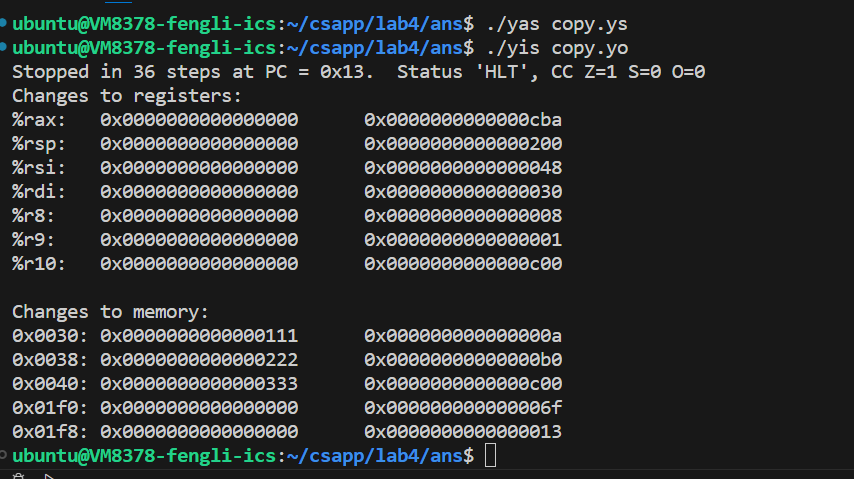 ubuntu@VM8378-fengli-ics:~/csapp/lab4/ans$ ./yas copy.ys
ubuntu@VM8378-fengli-ics:~/csapp/lab4/ans$ ./yis copy.yo
Stopped in 36 steps at PC = 0x13.  Status 'HLT', CC Z=1 S=0 O=0
Changes to registers:
%rax:   0x0000000000000000      0x0000000000000cba
%rsp:   0x0000000000000000      0x0000000000000200
%rsi:   0x0000000000000000      0x0000000000000048
%rdi:   0x0000000000000000      0x0000000000000030
%r8:    0x0000000000000000      0x0000000000000008
%r9:    0x0000000000000000      0x0000000000000001
%r10:   0x0000000000000000      0x0000000000000c00

Changes to memory:
0x0030: 0x0000000000000111      0x000000000000000a
0x0038: 0x0000000000000222      0x00000000000000b0
0x0040: 0x0000000000000333      0x0000000000000c00
0x01f0: 0x0000000000000000      0x000000000000006f
0x01f8: 0x0000000000000000      0x0000000000000013
ubuntu@VM8378-fengli-ics:~/csapp/lab4/ans$